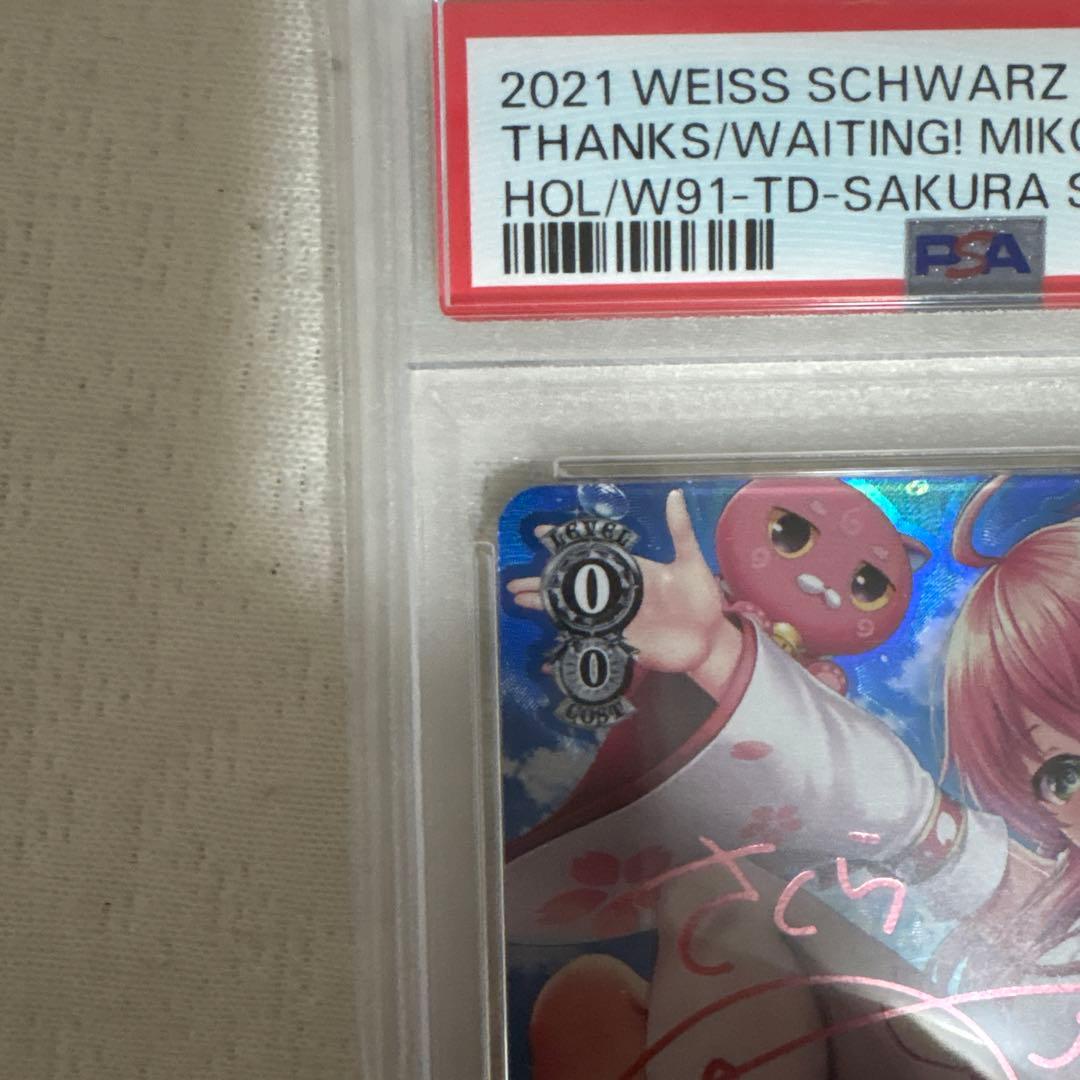 2021 WEISS SCHWARZ
THANKS/WAITING! MIKO
HOL/W91-TD-SAKURA S
PSA
LEVEL
0
0
COST
さくら